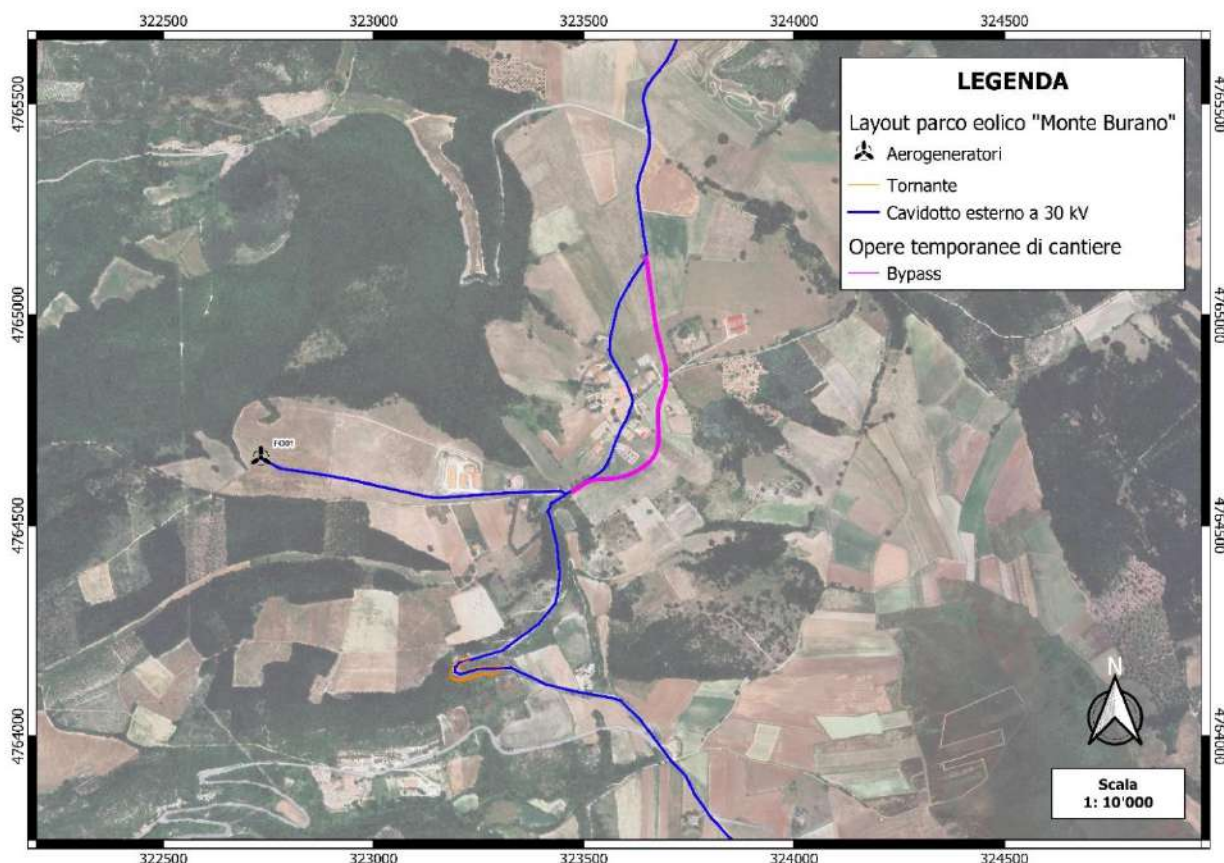 322500 323000 323500 324000 324500
4765500
4765000
4764500
4764000
LEGENDA
Layout parco eolico "Monte Burano"
Aerogeneratori
Tornante
Cavidotto esterno a 30 kV
Opere temporanee di cantiere
Bypass
4765500
4765000
4764500
4764000
N
Scala
1: 10'000
322500 323000 323500 324000 324500